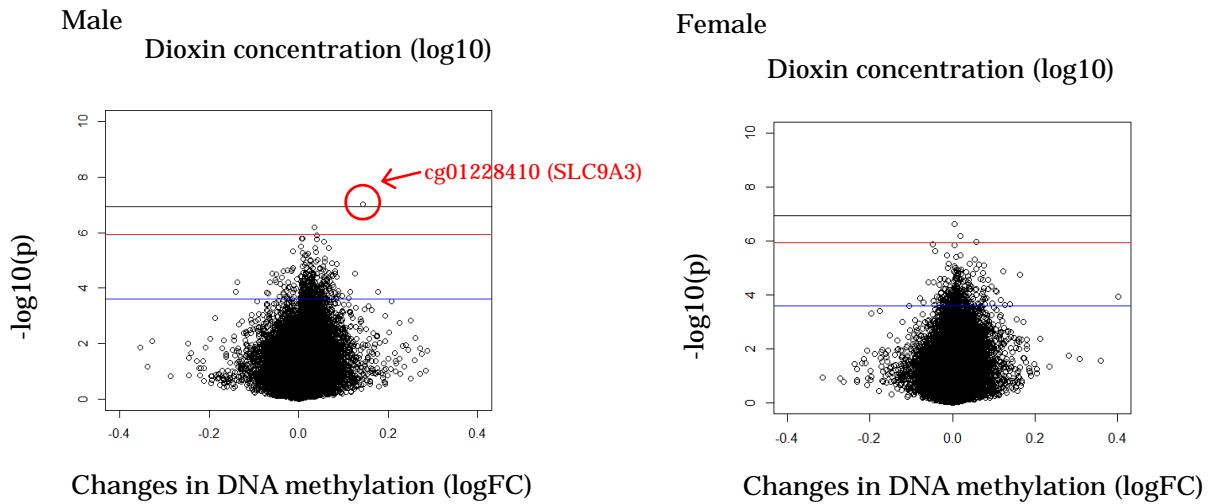 Male
Dioxin concentration (log10)
10
8
6
4
2
0
-log10(p)
cg01228410 (SLC9A3)
-0.4 -0.2 0.0 0.2 0.4
Changes in DNA methylation (logFC)
Female
Dioxin concentration (log10)
10
8
6
4
2
0
-log10(p)
-0.4 -0.2 0.0 0.2 0.4
Changes in DNA methylation (logFC)